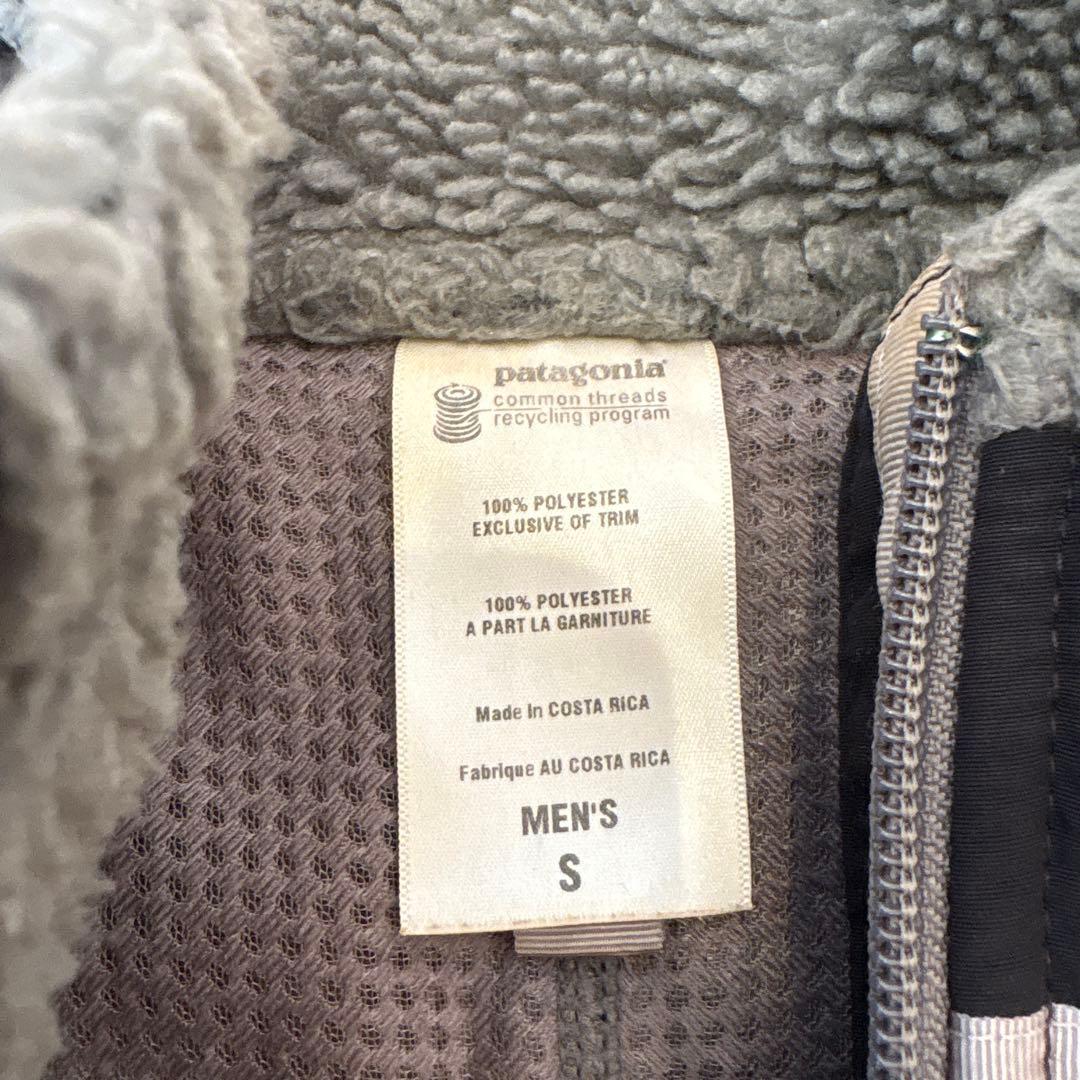 patagonia
common threads
recycling program
100% POLYESTER
EXCLUSIVE OF TRIM
100% POLYESTER
A PART LA GARNITURE
Made In COSTA RICA
Fabrique AU COSTA RICA
MEN'S
S